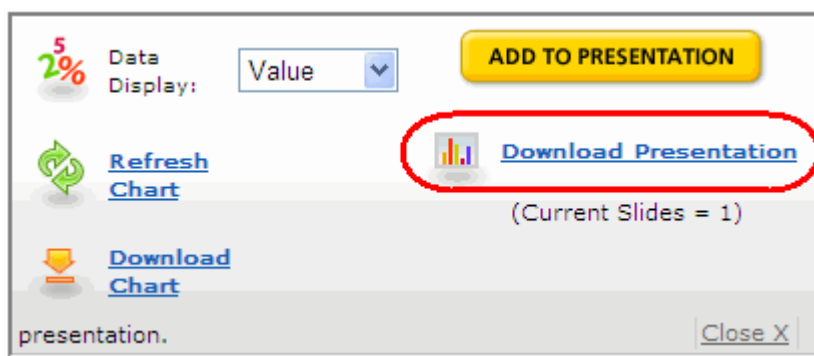 5
2%
Data
Display:
Value
ADD TO PRESENTATION
Refresh
Chart
Download Presentation
(Current Slides = 1)
Download
Chart
presentation.
Close X